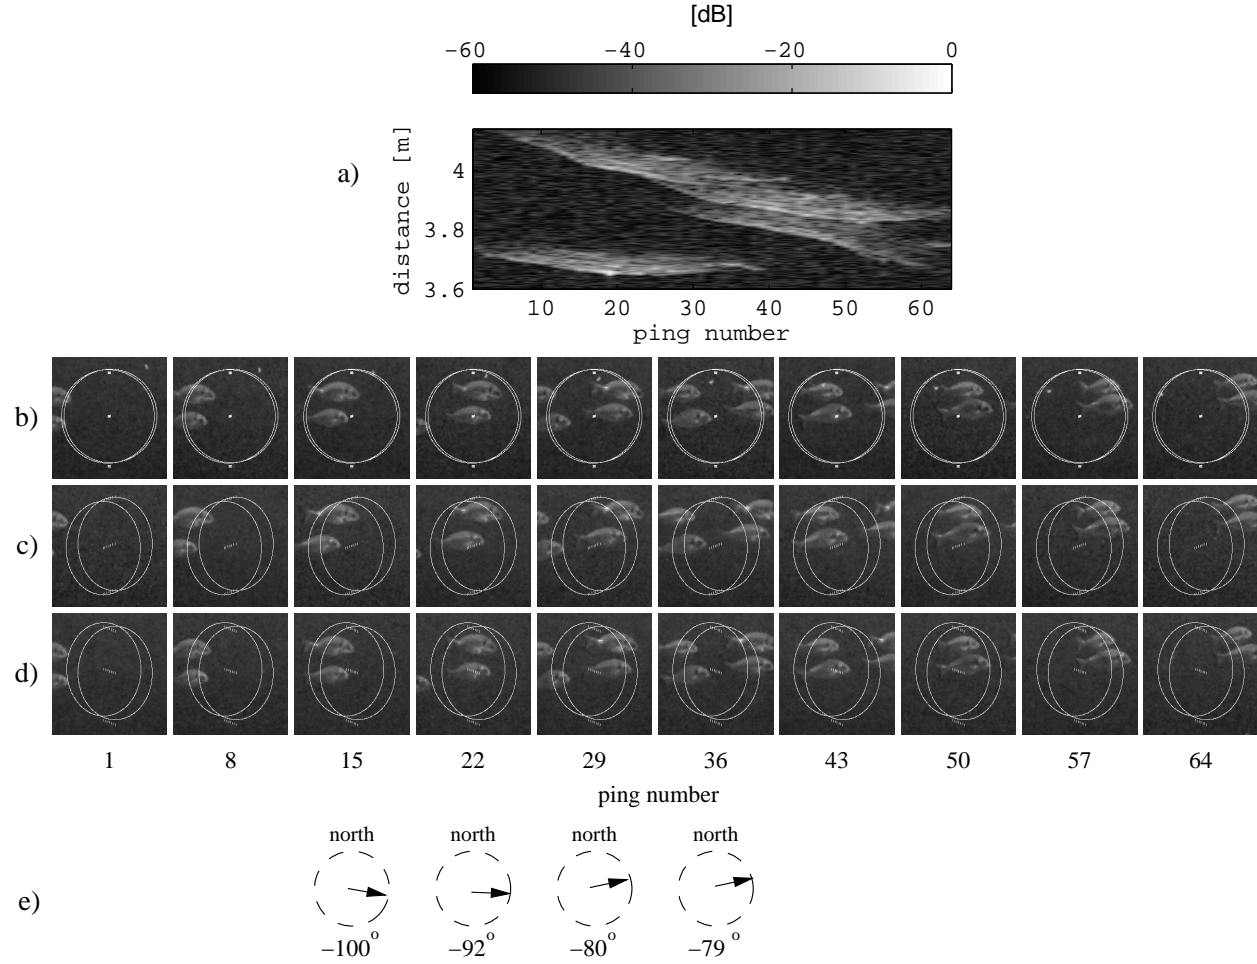 [dB]
−60 −40 −20 0
a)
distance [m]
4
3.8
3.6
10 20 30 40 50 60
ping number
b)
c)
d)
1 8 15 22 29 36 43 50 57 64
ping number
north north north north
e)
−100° −92° −80° −79°